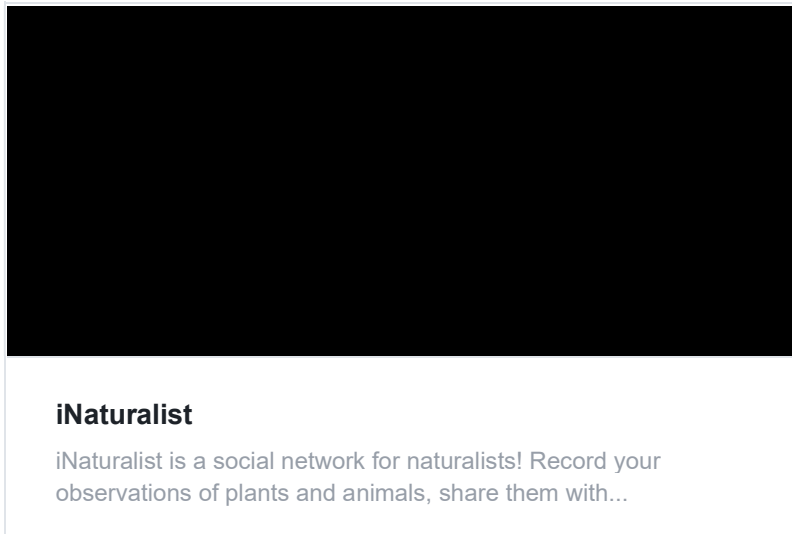 iNaturalist
iNaturalist is a social network for naturalists! Record your
observations of plants and animals, share them with...